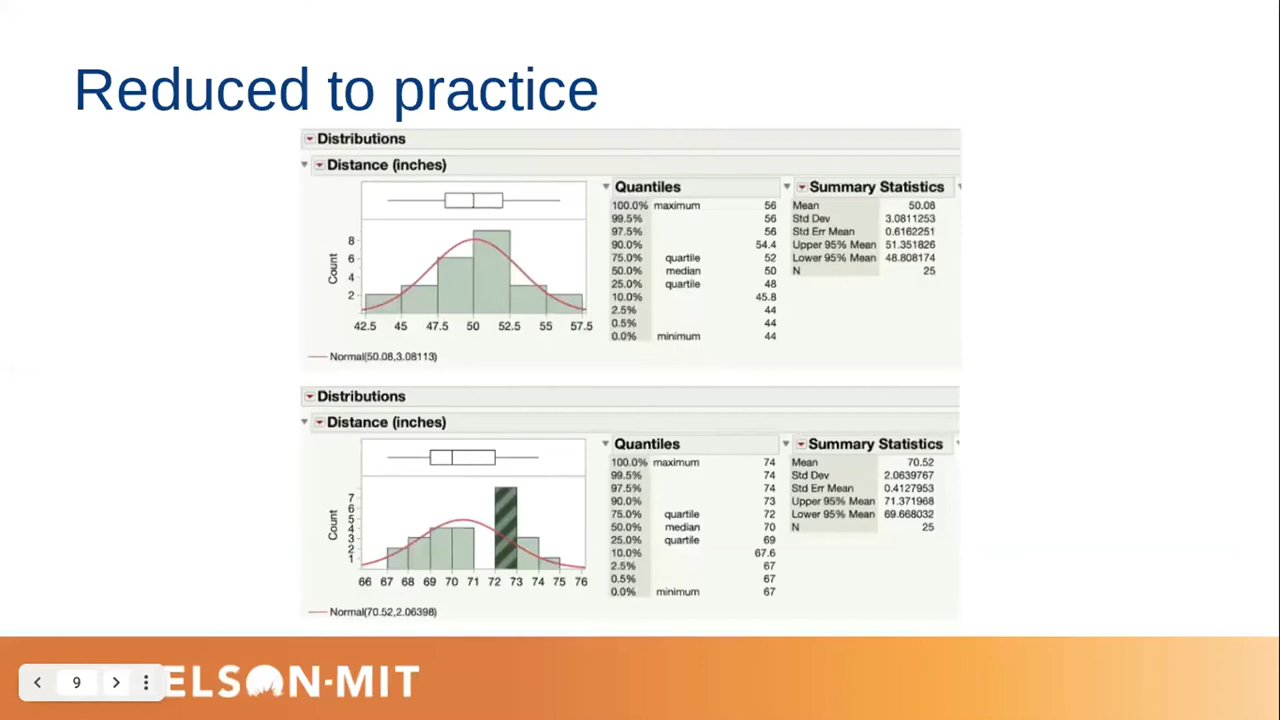 Reduced to practice
Distributions
Distance (inches)
Count
8
6
4
2
42.5 45 47.5 50 52.5 55 57.5
Normal(50.08,3.08113)
Quantiles
100.0% maximum 56
99.5% 56
97.5% 56
90.0% 54.4
75.0% quartile 52
50.0% median 50
25.0% quartile 48
10.0% 45.8
2.5% 44
0.5% 44
0.0% minimum 44
Summary Statistics
Mean 50.08
Std Dev 3.0811253
Std Err Mean 0.6162251
Upper 95% Mean 51.351826
Lower 95% Mean 48.808174
N 25
Distributions
Distance (inches)
Count
7
6
5
4
3
2
1
66 67 68 69 70 71 72 73 74 75 76
Normal(70.52,2.06398)
Quantiles
100.0% maximum 74
99.5% 74
97.5% 74
90.0% 73
75.0% quartile 72
50.0% median 70
25.0% quartile 69
10.0% 67.6
2.5% 67
0.5% 67
0.0% minimum 67
Summary Statistics
Mean 70.52
Std Dev 2.0639767
Std Err Mean 0.4127953
Upper 95% Mean 71.371968
Lower 95% Mean 69.668032
N 25
9
ELSON-MIT